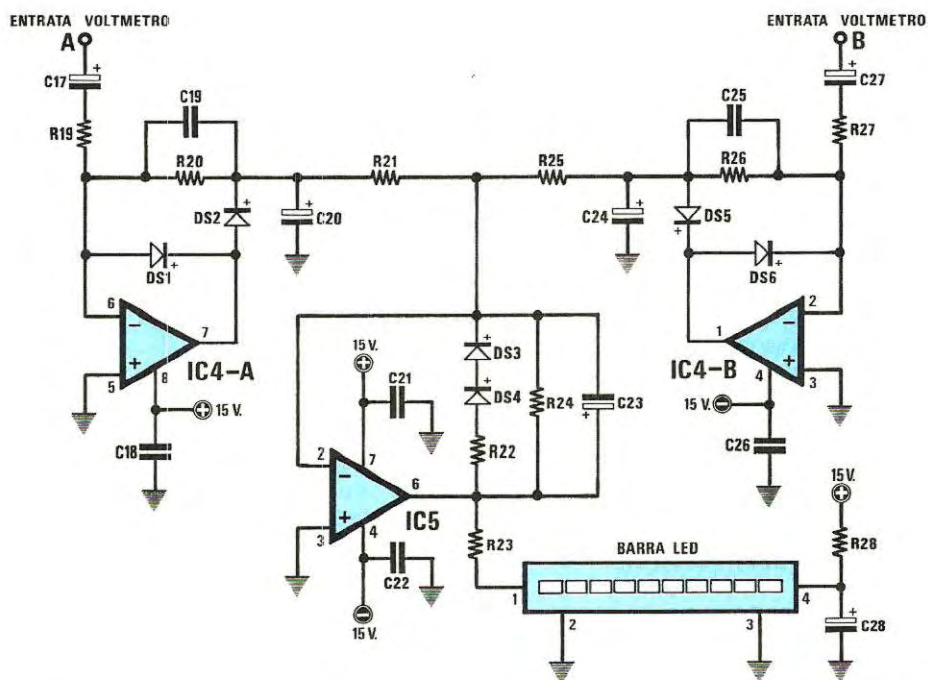 ENTRATA VOLTMETRO
A
ENTRATA VOLTMETRO
B
C17
+
C27
+
C19
C25
R19
R27
R20
R21
R25
R26
DS2
+
C20
+
C24
+
DS5
+
DS1
+
DS6
+
6
−
+
5
7
8
IC4-A
15 V.
+
C18
2
−
+
3
1
4
IC4-B
15 V.
−
C26
15 V.
+
C21
DS3
+
DS4
+
R24
C23
+
R22
2
−
+
3
7
6
4
IC5
C22
15 V.
−
R23
BARRA LED
1
2
3
4
15V.
+
R28
C28
+